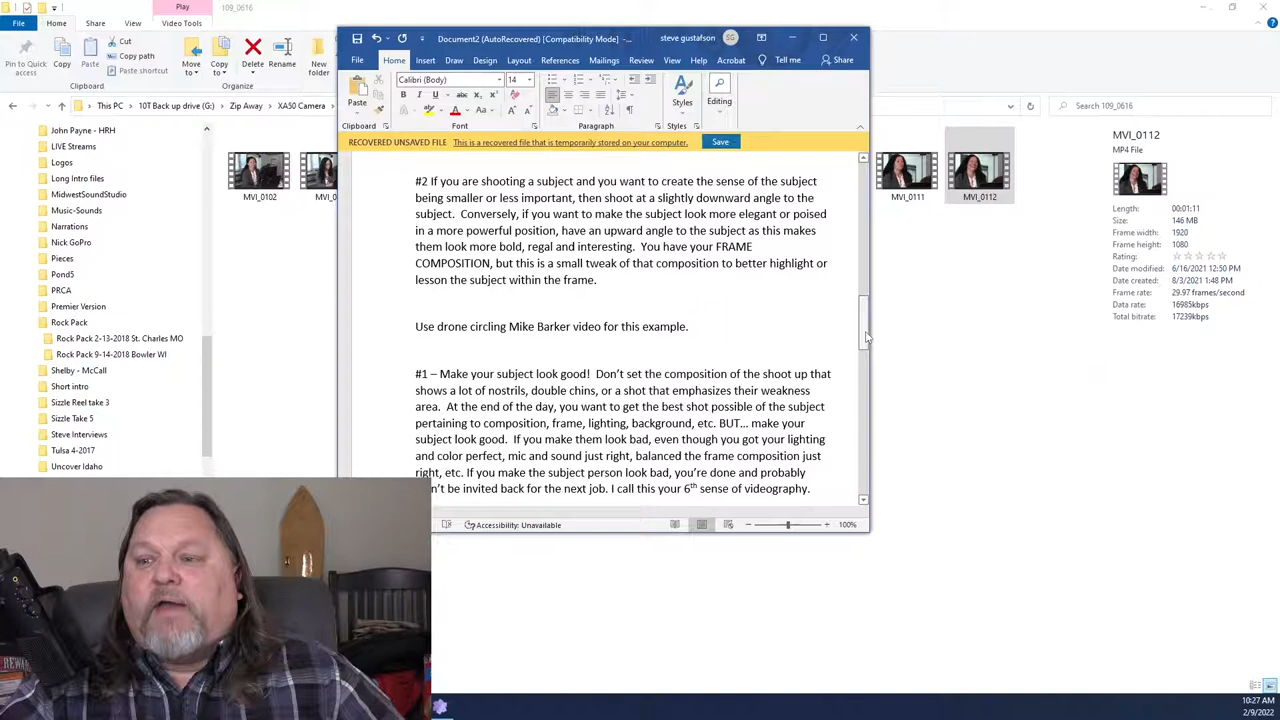 Play
109_0616
File
Home
Share
View
Video Tools
Pin to Quick access
Copy
Paste
Cut
Copy path
Paste shortcut
Move to
Copy to
Delete
Rename
New folder
Clipboard
Organize
This PC > 10T Back up drive (G:) > Zip Away > XA50 Camera >
Search 109_0616
John Payne - HRH
LIVE Streams
Logos
Long Intro files
MidwestSoundStudio
Music-Sounds
Narrations
Nick GoPro
Pieces
Pond5
PRCA
Premier Version
Rock Pack
Rock Pack 2-13-2018 St. Charles MO
Rock Pack 9-14-2018 Bowler WI
Shelby - McCall
Short intro
Sizzle Reel take 3
Sizzle Take 5
Steve Interviews
Tulsa 4-2017
Uncover Idaho
MVI_0102
MVI_0111
MVI_0112
Document2 (AutoRecovered) [Compatibility Mode] -...
steve gustafson
SG
File
Home
Insert
Draw
Design
Layout
References
Mailings
Review
View
Help
Acrobat
Tell me
Share
Paste
Calibri (Body)
14
Styles
Editing
Clipboard
Font
Paragraph
Styles
RECOVERED UNSAVED FILE This is a recovered file that is temporarily stored on your computer. Save
#2 If you are shooting a subject and you want to create the sense of the subject
being smaller or less important, then shoot at a slightly downward angle to the
subject. Conversely, if you want to make the subject look more elegant or poised
in a more powerful position, have an upward angle to the subject as this makes
them look more bold, regal and interesting. You have your FRAME
COMPOSITION, but this is a small tweak of that composition to better highlight or
lesson the subject within the frame.
Use drone circling Mike Barker video for this example.
#1 – Make your subject look good! Don't set the composition of the shoot up that
shows a lot of nostrils, double chins, or a shot that emphasizes their weakness
area. At the end of the day, you want to get the best shot possible of the subject
pertaining to composition, frame, lighting, background, etc. BUT… make your
subject look good. If you make them look bad, even though you got your lighting
and color perfect, mic and sound just right, balanced the frame composition just
right, etc. If you make the subject person look bad, you're done and probably
be invited back for the next job. I call this your 6th sense of videography.
Accessibility: Unavailable
100%
MVI_0112
MP4 File
Length: 00:01:11
Size: 146 MB
Frame width: 1920
Frame height: 1080
Rating:
Date modified: 6/16/2021 12:50 PM
Date created: 8/3/2021 1:48 PM
Frame rate: 29.97 frames/second
Data rate: 16985kbps
Total bitrate: 17239kbps
10:27 AM
2/9/2022